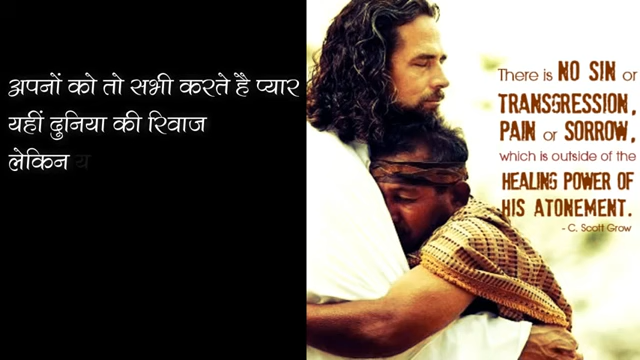 अपनों को तो सभी करते है प्यार
यहीं दुनिया की रिवाज
लेकिन य
There is NO SIN or
TRANSGRESSION,
PAIN or SORROW,
which is outside of the
HEALING POWER OF
HIS ATONEMENT.
- C. Scott Grow